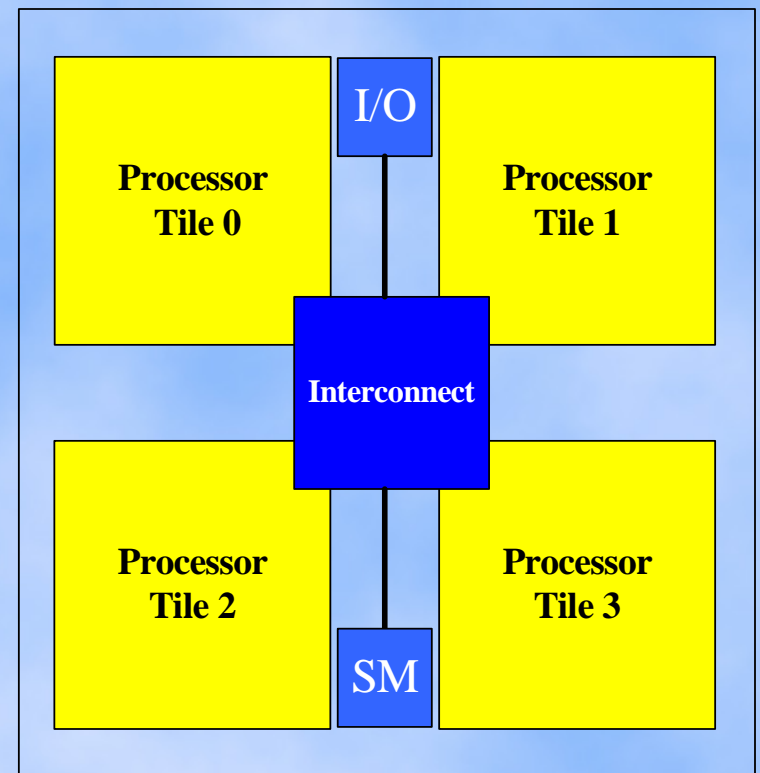 I/O
Processor
Tile 0
Processor
Tile 1
Interconnect
Processor
Tile 2
Processor
Tile 3
SM